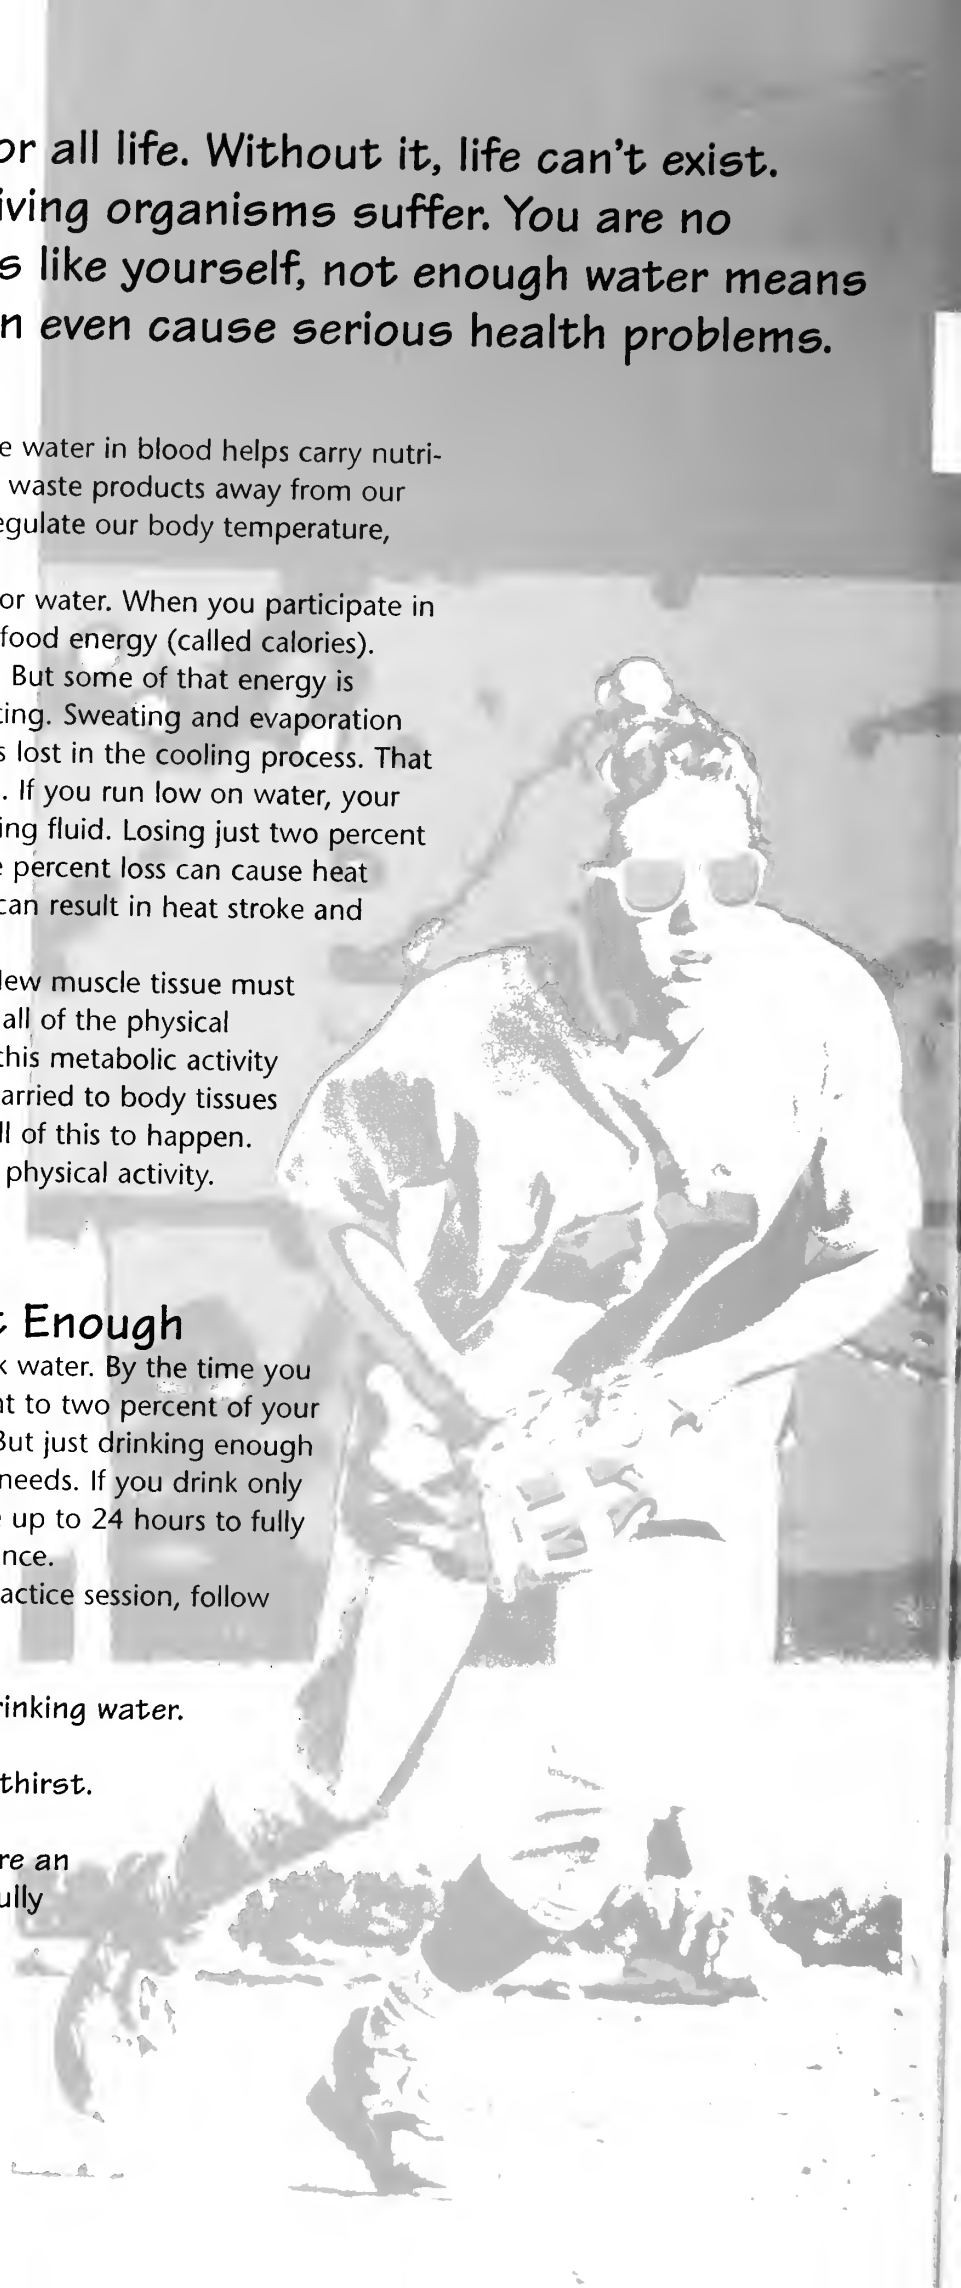 or all life. Without it, life can't exist.
iving organisms suffer. You are no
s like yourself, not enough water means
n even cause serious health problems.
e water in blood helps carry nutri-
waste products away from our
egulate our body temperature,
or water. When you participate in
food energy (called calories).
But some of that energy is
ting. Sweating and evaporation
s lost in the cooling process. That
. If you run low on water, your
ing fluid. Losing just two percent
e percent loss can cause heat
can result in heat stroke and
New muscle tissue must
all of the physical
this metabolic activity
arried to body tissues
ll of this to happen.
physical activity.
t Enough
k water. By the time you
nt to two percent of your
But just drinking enough
needs. If you drink only
e up to 24 hours to fully
nce.
actice session, follow
rinking water.
thirst.
re an
ully